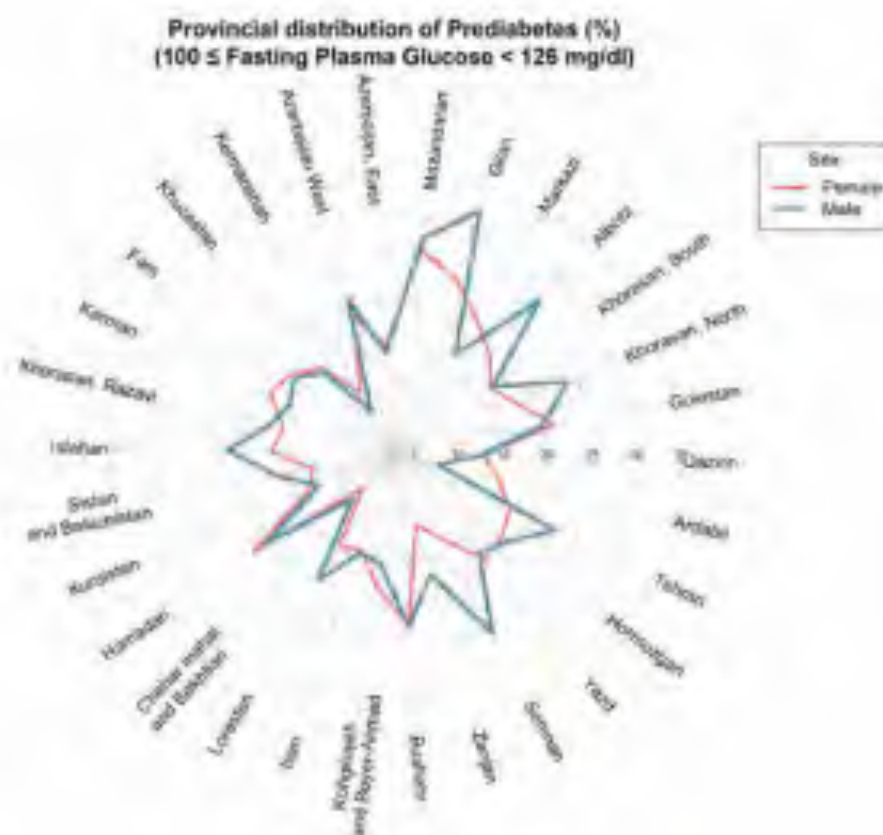 Provincial distribution of Prediabetes (%)
(100 ≤ Fasting Plasma Glucose < 126 mg/dl)
Azerbaijan, East
Mazandaran
Gilan
Markazi
Alborz
Khorasan, South
Khorasan, North
Golestan
Qazvin
Ardabil
Tehran
Hormozgan
Yazd
Semnan
Zanjan
Bushehr
Kohgiluyeh
and Boyer-Ahmad
Ilam
Lorestan
Chahar mahal
and Bakhtiari
Hamadan
Kurdistan
Sistan
and Baluchistan
Isfahan
Khorasan, Razavi
Kerman
Fars
Khuzestan
Kermanshah
Azerbaijan West
Sex
Female
Male